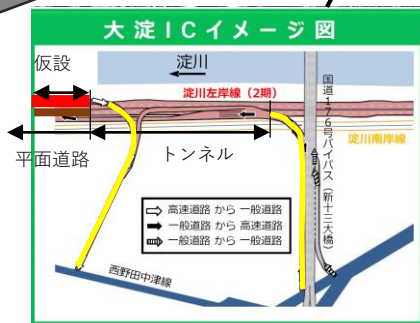 大淀ICイメージ図
仮設
淀川
淀川左岸線（2期）
国道176号バイパス（新十三大橋）
淀川南岸線
平面道路
トンネル
高速道路 から 一般道路
一般道路 から 高速道路
一般道路 から 一般道路
西野田中津線